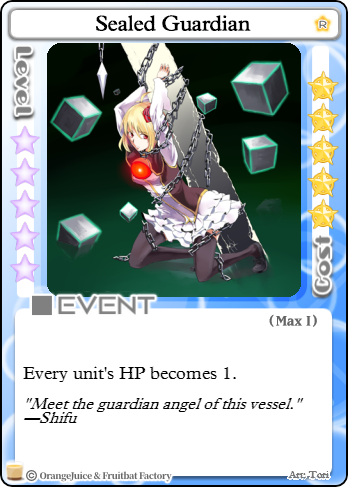 Sealed Guardian
R
Level
Cost
EVENT
(Max 1)
Every unit's HP becomes 1.
"Meet the guardian angel of this vessel."
—Shifu
© OrangeJuice & Fruitbat Factory
Art: Tori